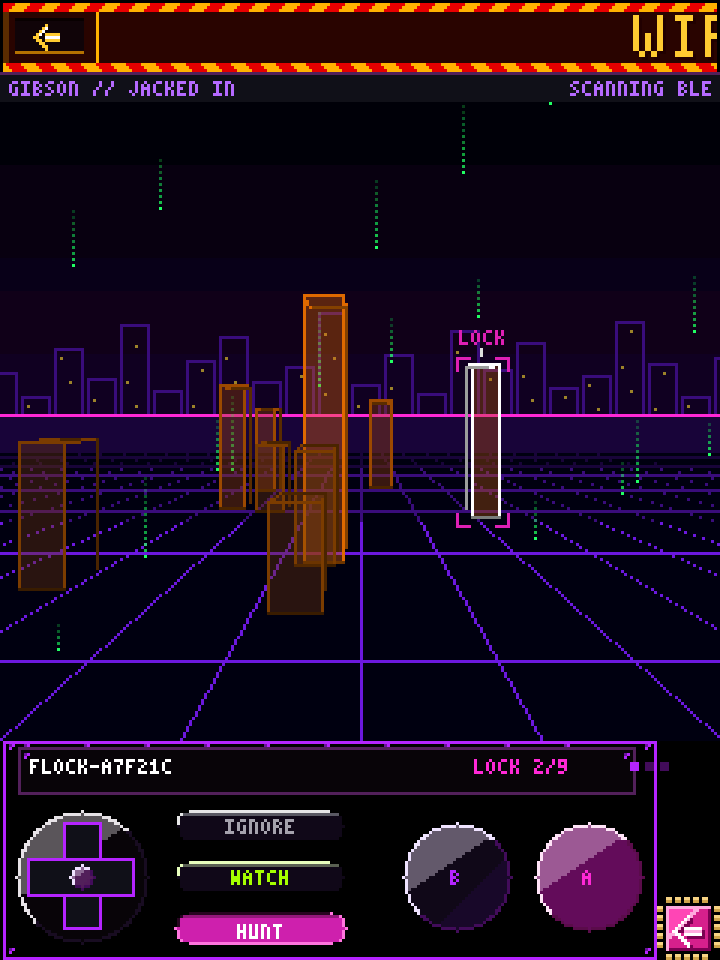 WIF
GIBSON // JACKED IN
SCANNING BLE
LOCK
FLOCK-A7F21C
LOCK 2/9
IGNORE
WATCH
HUNT
B
A